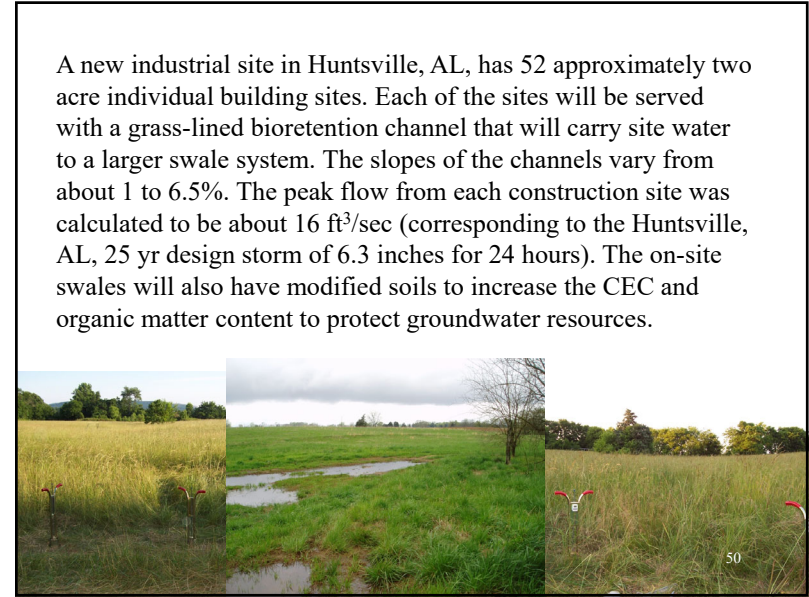 A new industrial site in Huntsville, AL, has 52 approximately two
acre individual building sites. Each of the sites will be served
with a grass-lined bioretention channel that will carry site water
to a larger swale system. The slopes of the channels vary from
about 1 to 6.5%. The peak flow from each construction site was
calculated to be about 16 ft³/sec (corresponding to the Huntsville,
AL, 25 yr design storm of 6.3 inches for 24 hours). The on-site
swales will also have modified soils to increase the CEC and
organic matter content to protect groundwater resources.
50